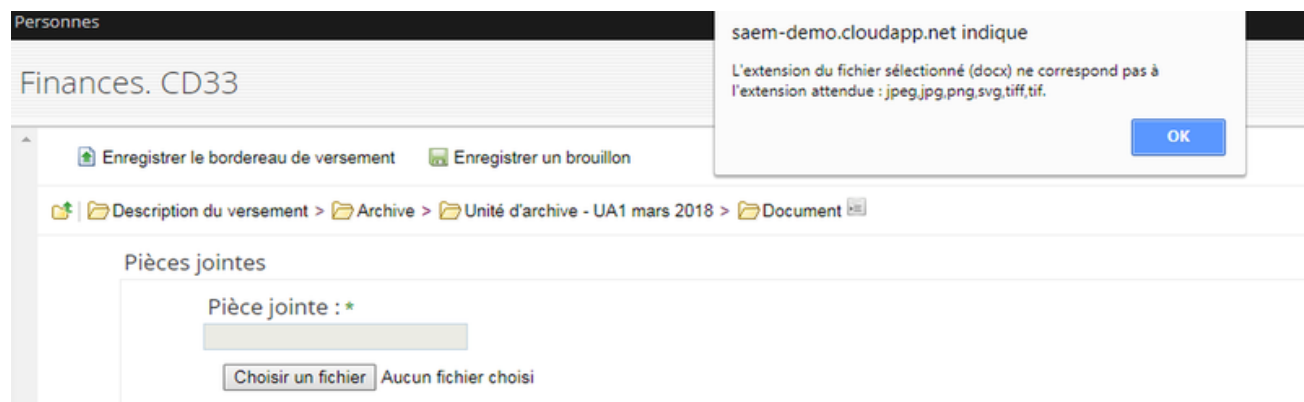 Personnes
saem-demo.cloudapp.net indique
L'extension du fichier sélectionné (docx) ne correspond pas à
l'extension attendue : jpeg,jpg,png,svg,tiff,tif.
OK
Finances. CD33
Enregistrer le bordereau de versement Enregistrer un brouillon
Description du versement > Archive > Unité d'archive - UA1 mars 2018 > Document
Pièces jointes
Pièce jointe : *
Choisir un fichier Aucun fichier choisi